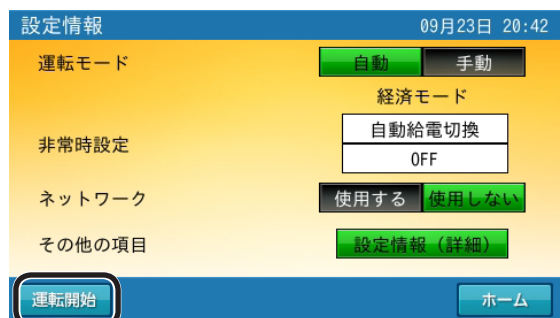 設定情報 09月23日 20:42
運転モード 自動 手動
経済モード
非常時設定 自動給電切換
OFF
ネットワーク 使用する 使用しない
その他の項目 設定情報（詳細）
運転開始 ホーム